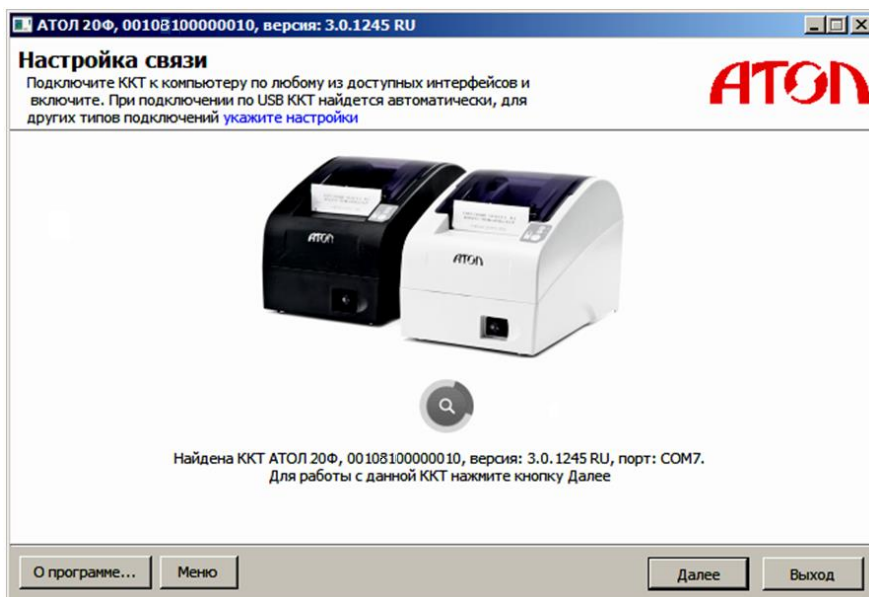 АТОЛ 20Ф, 00108100000010, версия: 3.0.1245 RU
Настройка связи
Подключите ККТ к компьютеру по любому из доступных интерфейсов и
включите. При подключении по USB ККТ найдется автоматически, для
других типов подключений укажите настройки
АТОЛ
АТОЛ
АТОЛ
Найдена ККТ АТОЛ 20Ф, 00108100000010, версия: 3.0.1245 RU, порт: COM7.
Для работы с данной ККТ нажмите кнопку Далее
О программе...
Меню
Далее
Выход